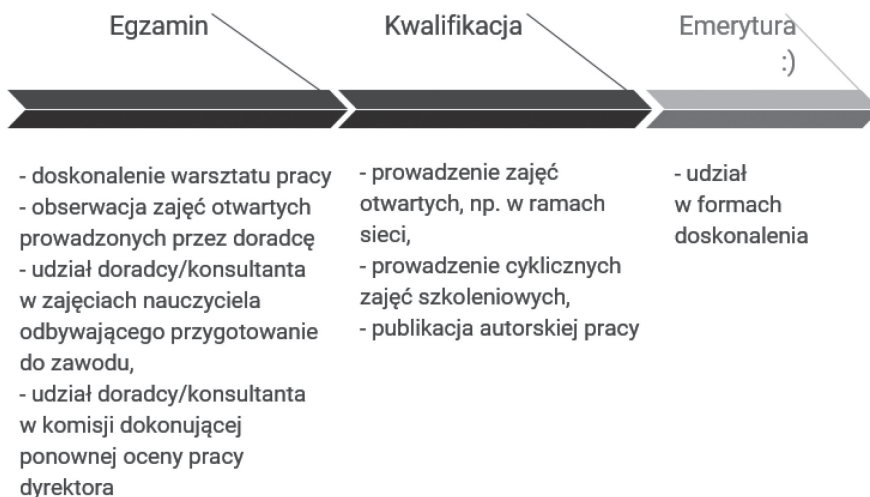 Egzamin
Kwalifikacja
Emerytura
:)
- doskonalenie warsztatu pracy
- obserwacja zajęć otwartych
prowadzonych przez doradcę
- udział doradcy/konsultanta
w zajęciach nauczyciela
odbywającego przygotowanie
do zawodu,
- udział doradcy/konsultanta
w komisji dokonującej
ponownej oceny pracy
dyrektora
- prowadzenie zajęć
otwartych, np. w ramach
sieci,
- prowadzenie cyklicznych
zajęć szkoleniowych,
- publikacja autorskiej pracy
- udział
w formach
doskonalenia